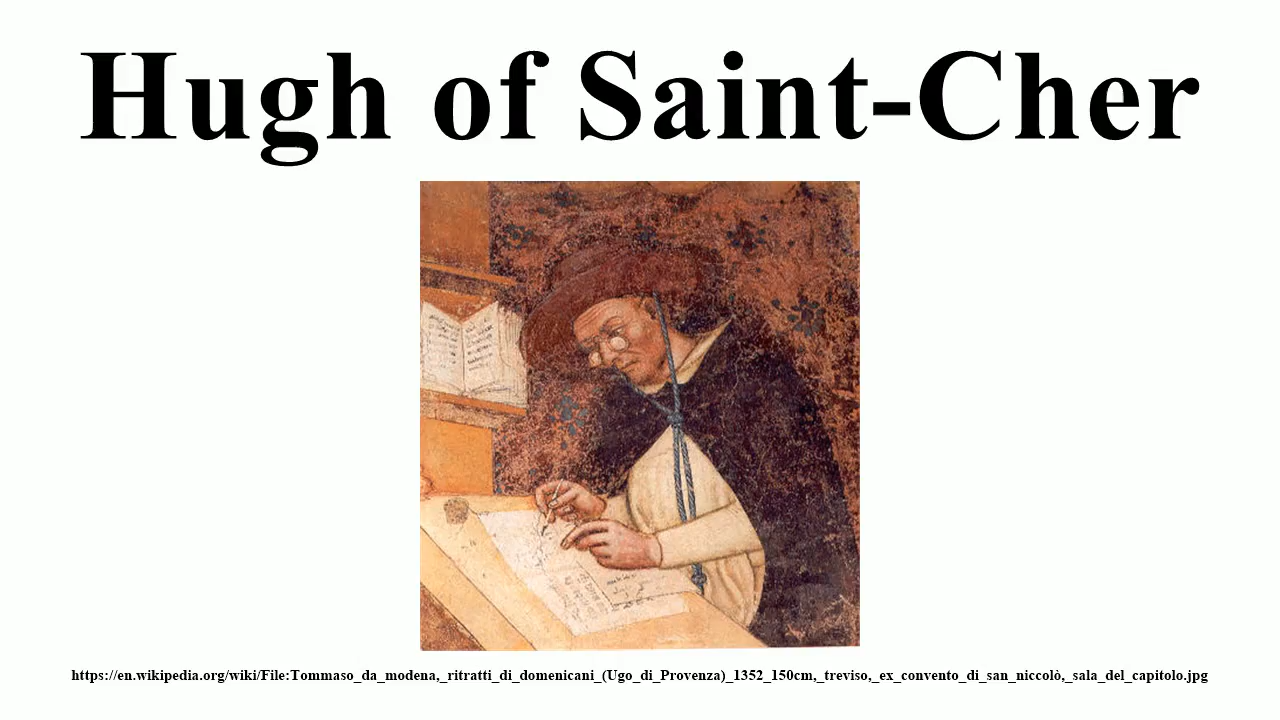 Hugh of Saint-Cher
https://en.wikipedia.org/wiki/File:Tommaso_da_modena,_ritratti_di_domenicani_(Ugo_di_Provenza)_1352_150cm,_treviso,_ex_convento_di_san_niccolò,_sala_del_capitolo.jpg